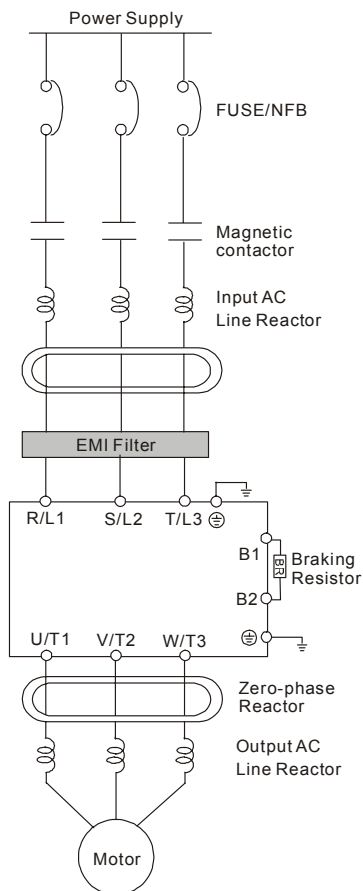 Power Supply
FUSE/NFB
Magnetic
contactor
Input AC
Line Reactor
EMI Filter
R/L1 S/L2 T/L3
B1
BR
Braking
Resistor
B2
U/T1 V/T2 W/T3
Zero-phase
Reactor
Output AC
Line Reactor
Motor